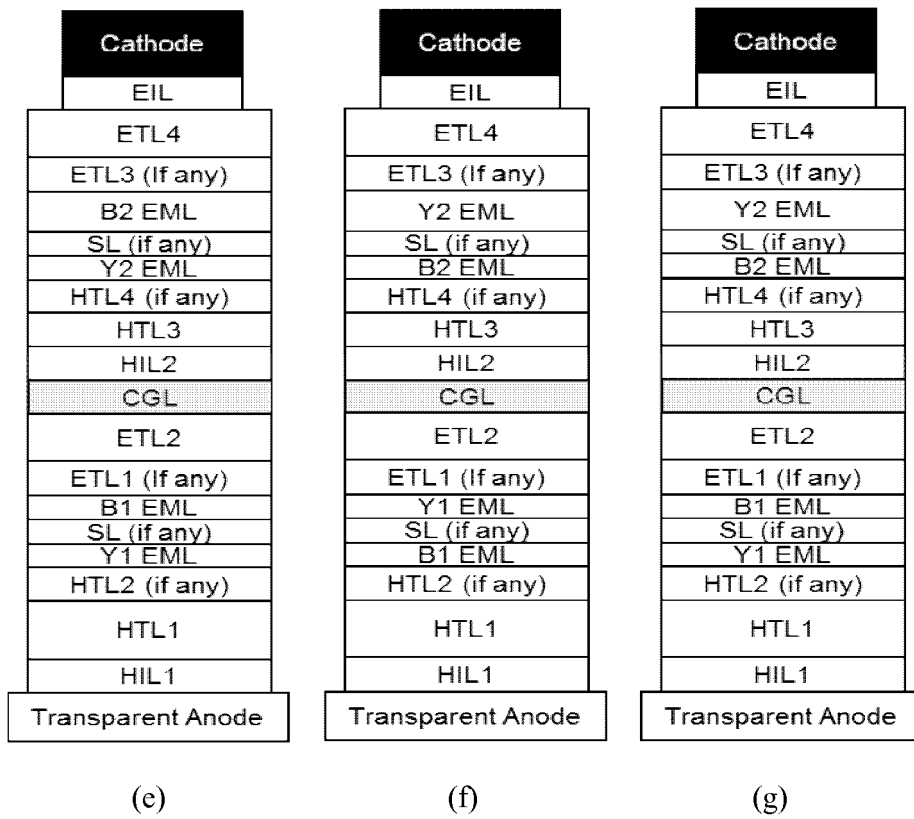 Cathode
EIL
ETL4
ETL3 (If any)
B2 EML
SL (if any)
Y2 EML
HTL4 (if any)
HTL3
HIL2
CGL
ETL2
ETL1 (If any)
B1 EML
SL (if any)
Y1 EML
HTL2 (if any)
HTL1
HIL1
Transparent Anode
(e)
Cathode
EIL
ETL4
ETL3 (If any)
Y2 EML
SL (if any)
B2 EML
HTL4 (if any)
HTL3
HIL2
CGL
ETL2
ETL1 (If any)
Y1 EML
SL (if any)
B1 EML
HTL2 (if any)
HTL1
HIL1
Transparent Anode
(f)
Cathode
EIL
ETL4
ETL3 (If any)
Y2 EML
SL (if any)
B2 EML
HTL4 (if any)
HTL3
HIL2
CGL
ETL2
ETL1 (If any)
B1 EML
SL (if any)
Y1 EML
HTL2 (if any)
HTL1
HIL1
Transparent Anode
(g)